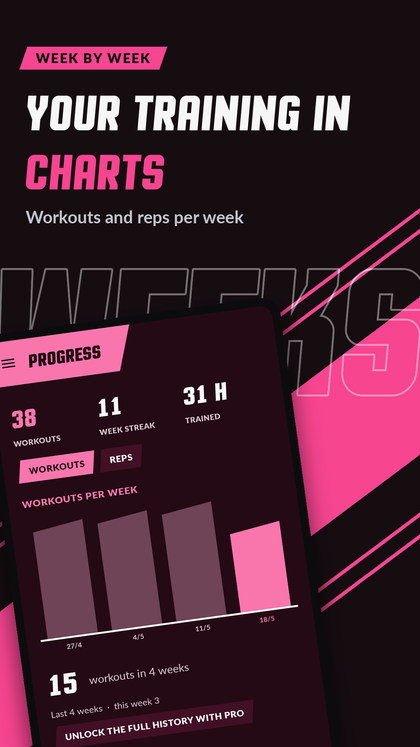 WEEK BY WEEK
YOUR TRAINING IN
CHARTS
Workouts and reps per week
WEEKS
PROGRESS
38
WORKOUTS
11
WEEK STREAK
31 H
TRAINED
WORKOUTS
REPS
WORKOUTS PER WEEK
27/4
4/5
11/5
18/5
15 workouts in 4 weeks
Last 4 weeks · this week 3
UNLOCK THE FULL HISTORY WITH PRO